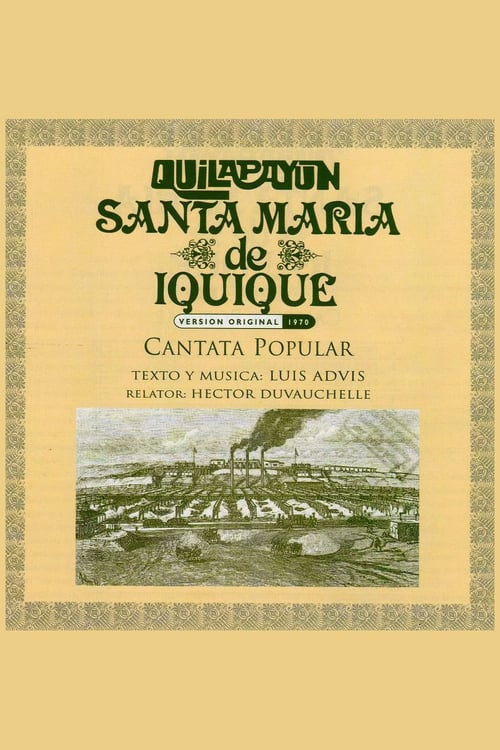 QUILAPAYUN
SANTA MARIA
de
IQUIQUE
VERSION ORIGINAL 1970
CANTATA POPULAR
TEXTO Y MUSICA: LUIS ADVIS
RELATOR: HECTOR DUVAUCHELLE